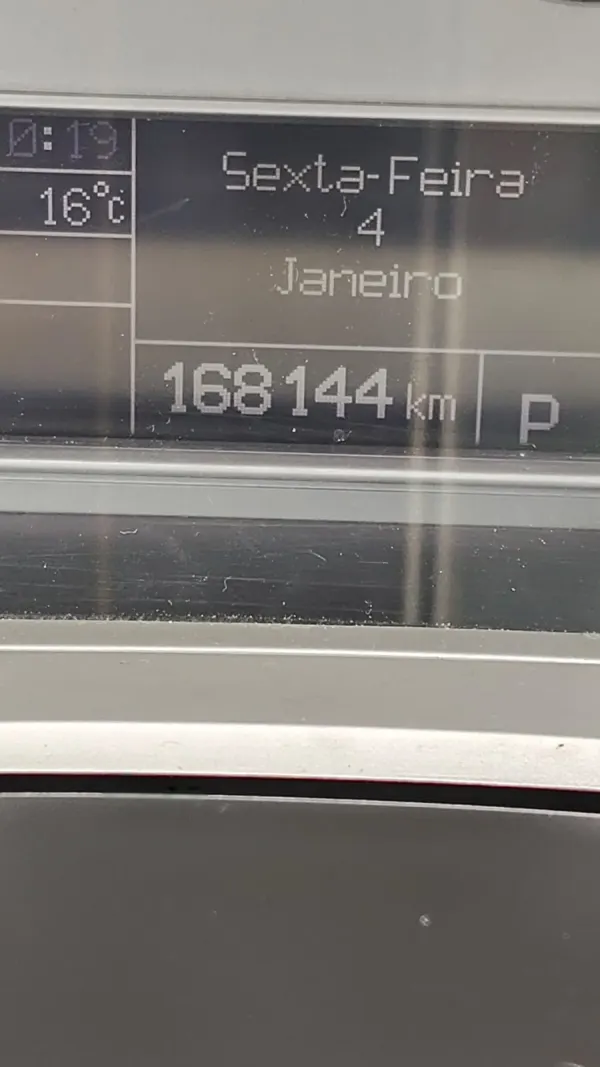 0:19
16°C
Sexta-Feira
4
Janeiro
168144 km
P